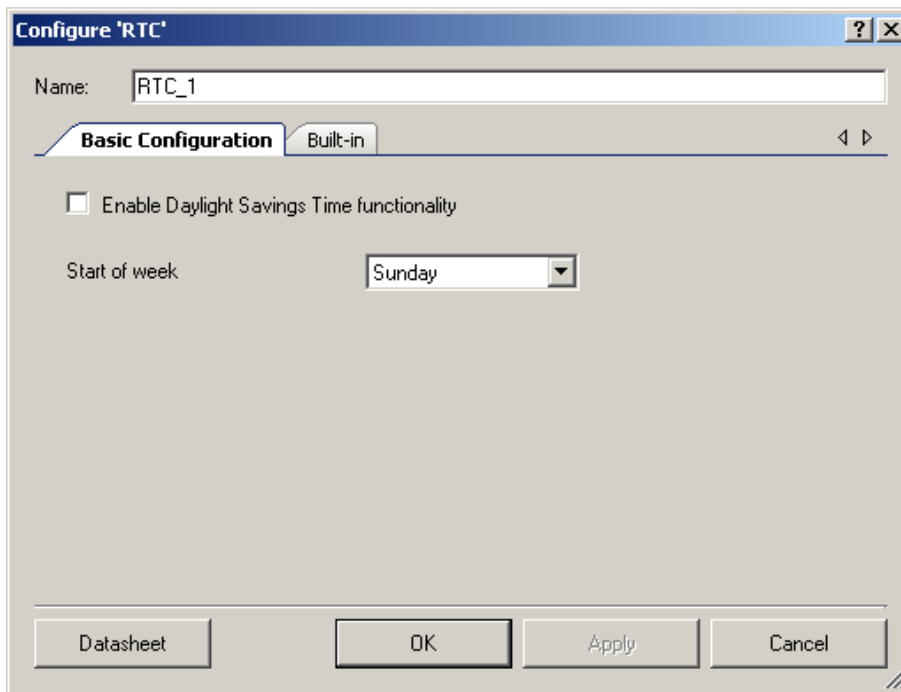 Configure 'RTC'
Name: RTC_1
Basic Configuration Built-in
Enable Daylight Savings Time functionality
Start of week Sunday
Datasheet OK Apply Cancel